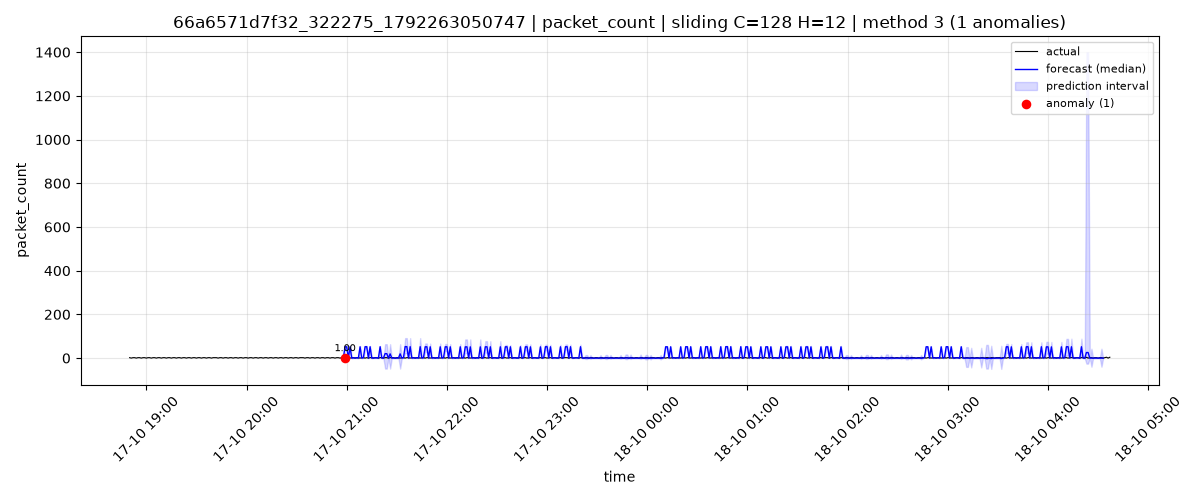 66a6571d7f32_322275_1792263050747 | packet_count | sliding C=128 H=12 | method 3 (1 anomalies)
actual
forecast (median)
prediction interval
anomaly (1)
packet_count
1400
1200
1000
800
600
400
200
0
1.00
17-10 19:00
17-10 20:00
17-10 21:00
17-10 22:00
17-10 23:00
18-10 00:00
18-10 01:00
18-10 02:00
18-10 03:00
18-10 04:00
18-10 05:00
time